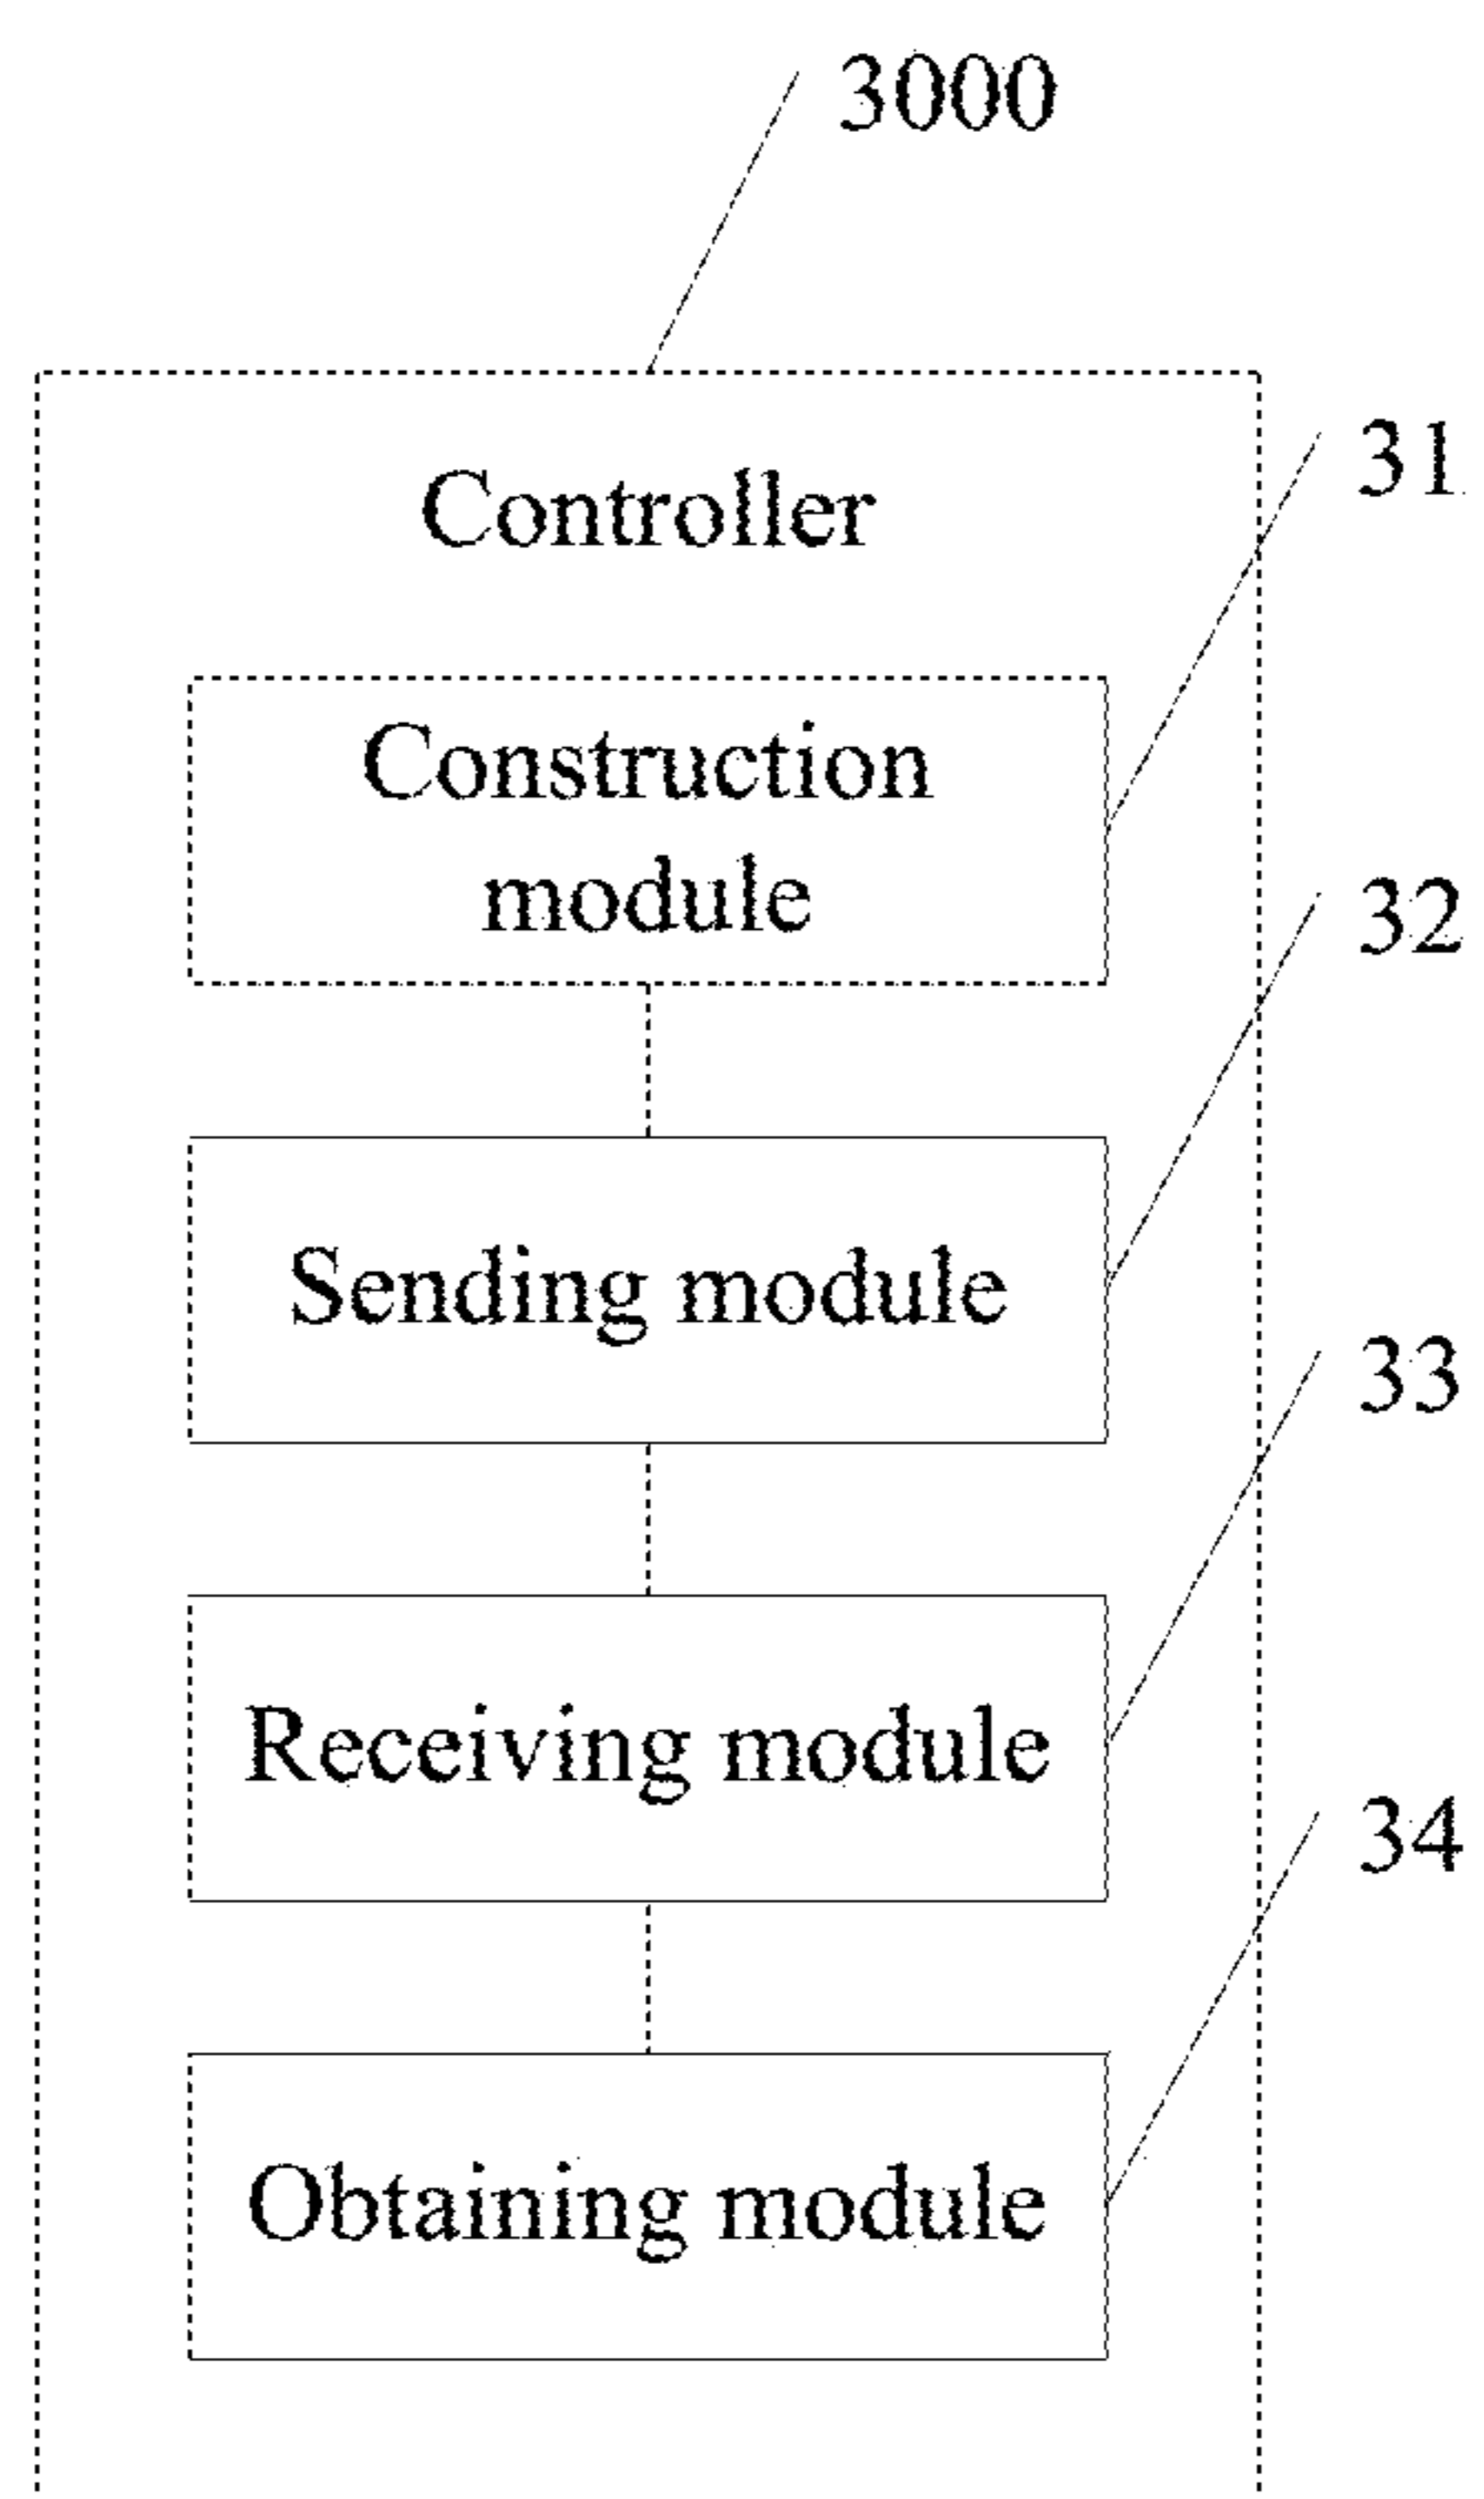 3000
Controller
31
Construction
module
32
Sending module
33
Receiving module
34
Obtaining module